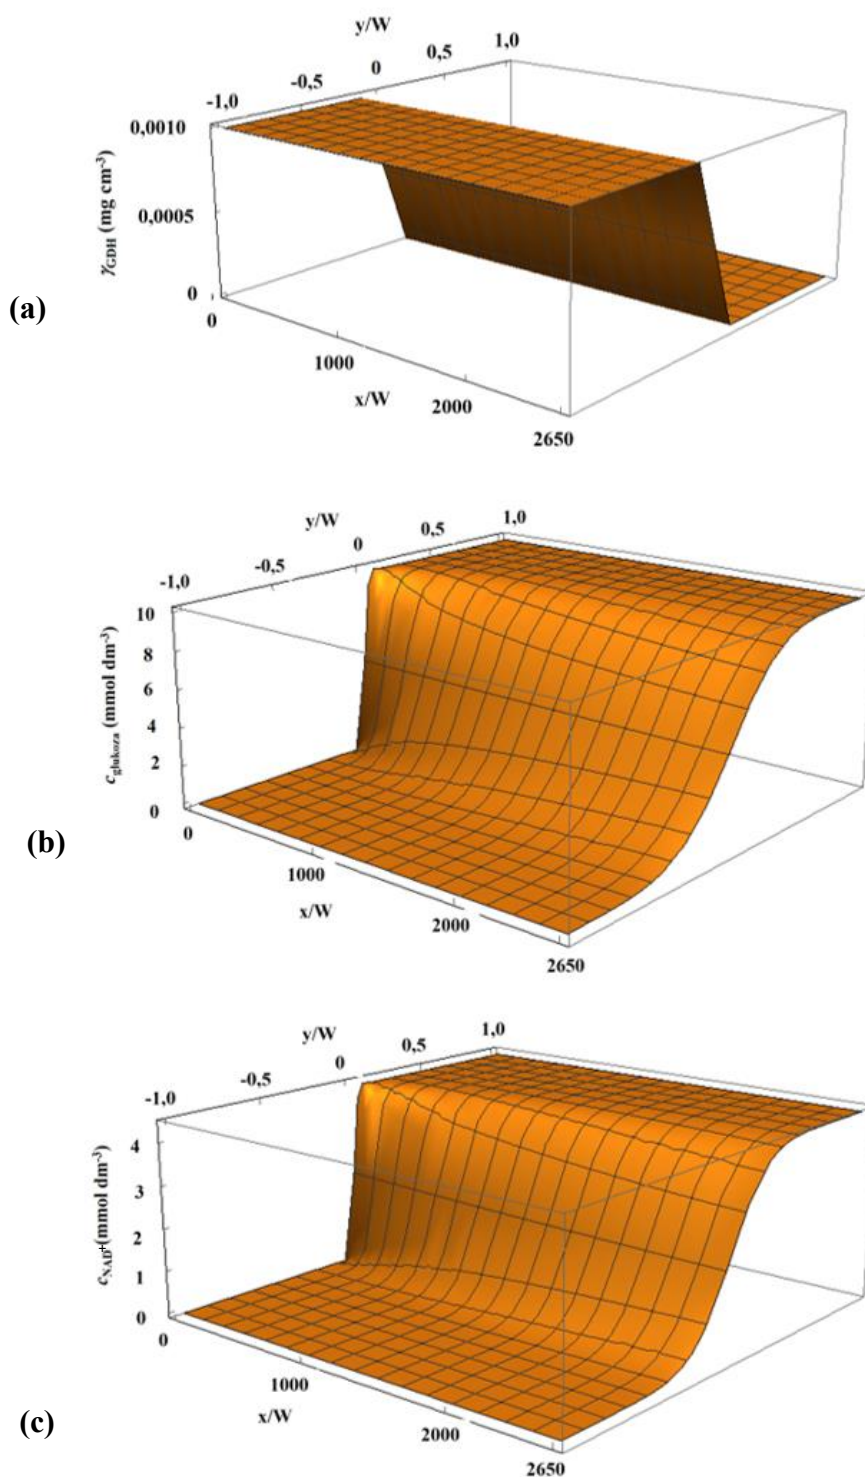 y/W
-1,0 -0,5 0 0,5 1,0
0,0010
0,0005
0
γGDH (mg cm-3)
(a)
0 1000 2000 2650
x/W
y/W
-1,0 -0,5 0 0,5 1,0
10
8
6
4
2
0
cglukoza (mmol dm-3)
(b)
0 1000 2000 2650
x/W
y/W
-1,0 -0,5 0 0,5 1,0
4
3
2
1
0
cNAD+ (mmol dm-3)
(c)
0 1000 2000 2650
x/W